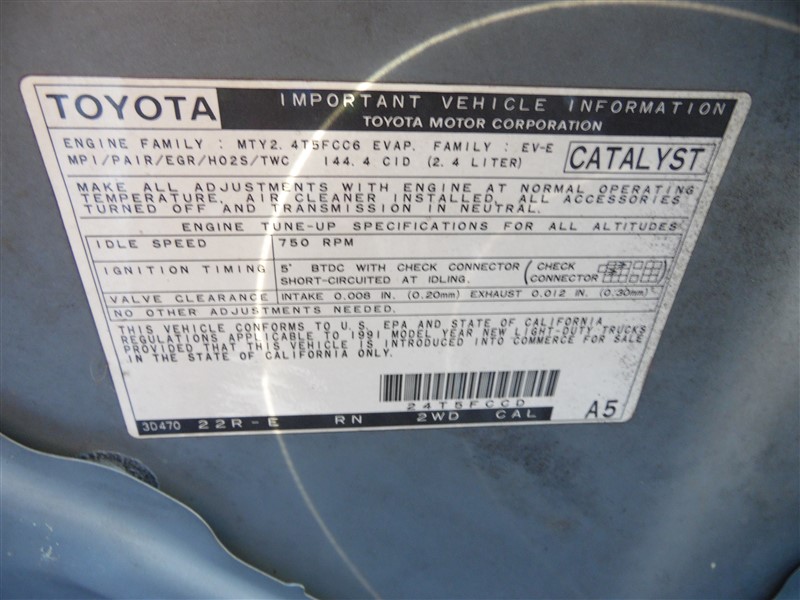 TOYOTA IMPORTANT VEHICLE INFORMATION
TOYOTA MOTOR CORPORATION
ENGINE FAMILY : MTY2.4T5FCC6 EVAP. FAMILY : EV-E
MPI/PAIR/EGR/HO2S/TWC 144.4 CID (2.4 LITER)
CATALYST
MAKE ALL ADJUSTMENTS WITH ENGINE AT NORMAL OPERATING
TEMPERATURE, AIR CLEANER INSTALLED, ALL ACCESSORIES
TURNED OFF AND TRANSMISSION IN NEUTRAL.
ENGINE TUNE-UP SPECIFICATIONS FOR ALL ALTITUDES
IDLE SPEED 750 RPM
IGNITION TIMING 5° BTDC WITH CHECK CONNECTOR
SHORT-CIRCUITED AT IDLING.
(CHECK
CONNECTOR )
VALVE CLEARANCE INTAKE 0.008 IN. (0.20mm) EXHAUST 0.012 IN. (0.30mm)
NO OTHER ADJUSTMENTS NEEDED.
THIS VEHICLE CONFORMS TO U.S. EPA AND STATE OF CALIFORNIA
REGULATIONS APPLICABLE TO 1991 MODEL YEAR NEW LIGHT-DUTY TRUCKS
PROVIDED THAT THIS VEHICLE IS INTRODUCED INTO COMMERCE FOR SALE
IN THE STATE OF CALIFORNIA ONLY.
24T5FCCD
3D470 22R-E RN 2WD CAL A5